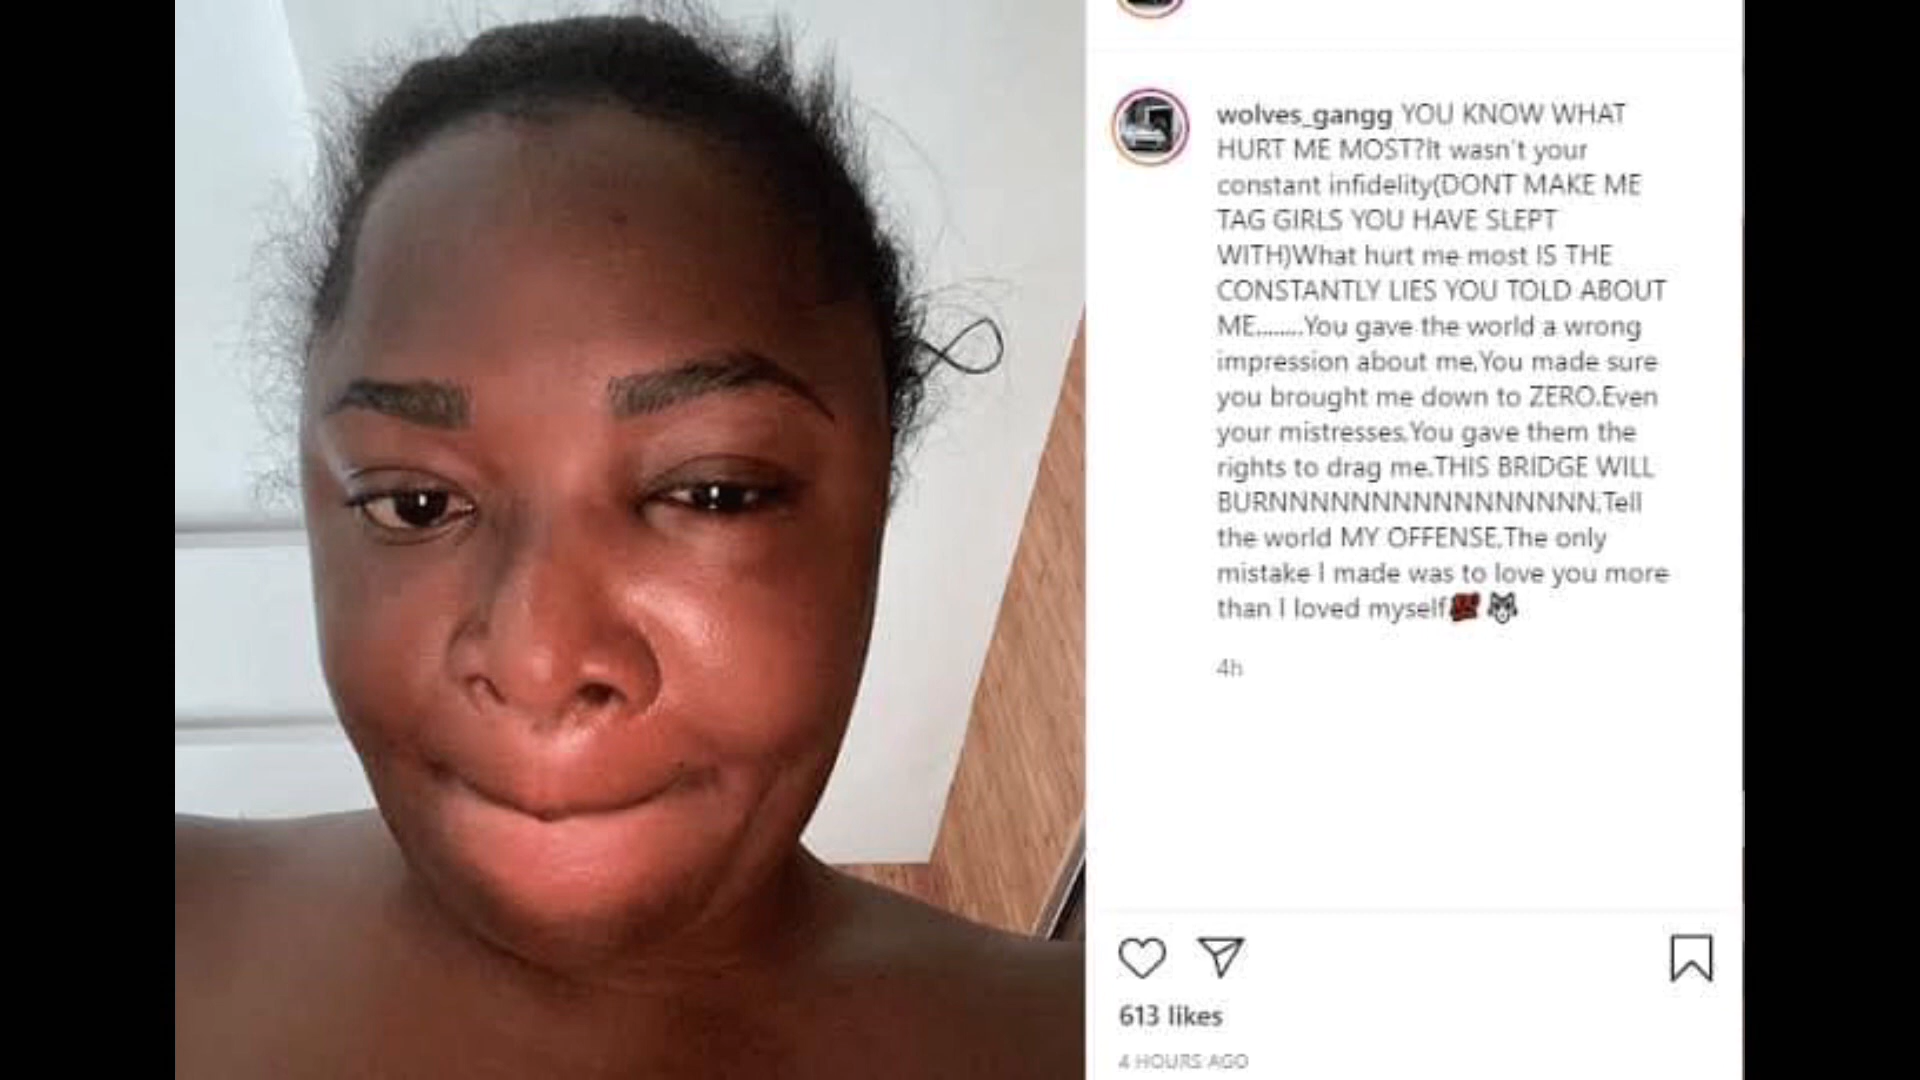 wolves_gangg YOU KNOW WHAT
HURT ME MOST?It wasn't your
constant infidelity(DONT MAKE ME
TAG GIRLS YOU HAVE SLEPT
WITH)What hurt me most IS THE
CONSTANTLY LIES YOU TOLD ABOUT
ME........You gave the world a wrong
impression about me,You made sure
you brought me down to ZERO.Even
your mistresses,You gave them the
rights to drag me.THIS BRIDGE WILL
BURNNNNNNNNNNNNNNNNN,Tell
the world MY OFFENSE,The only
mistake I made was to love you more
than I loved myself💯🐺
4h
613 likes
4 HOURS AGO